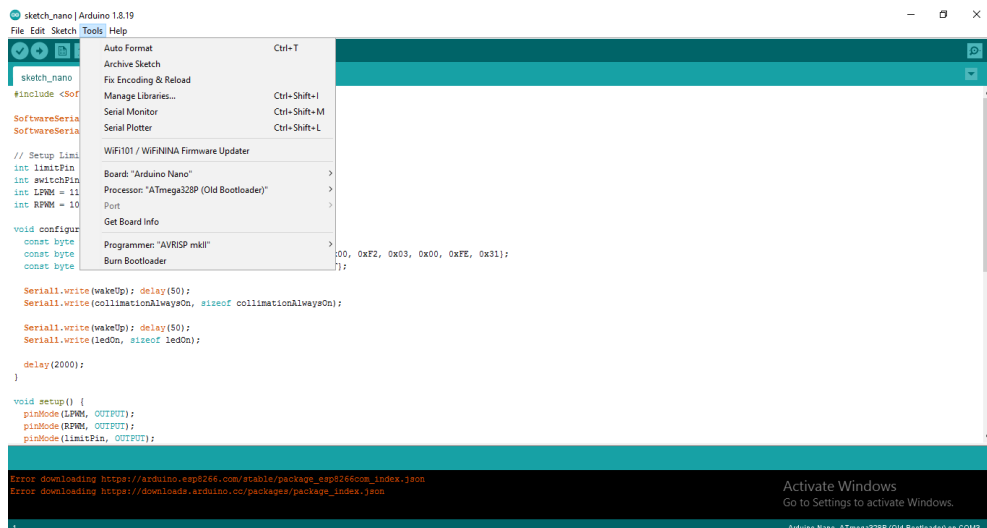 sketch_nano | Arduino 1.8.19
File Edit Sketch Tools Help
Auto Format Ctrl+T
Archive Sketch
Fix Encoding & Reload
Manage Libraries... Ctrl+Shift+I
Serial Monitor Ctrl+Shift+M
Serial Plotter Ctrl+Shift+L
WiFi101 / WiFiNINA Firmware Updater
Board: "Arduino Nano"
Processor: "ATmega328P (Old Bootloader)"
Port
Get Board Info
Programmer: "AVRISP mkII"
Burn Bootloader
sketch_nano
#include <Sof
SoftwareSeria
SoftwareSeria
// Setup Limi
int limitPin
int switchPin
int LPWM = 11
int RPWM = 10
void configur
const byte
const byte :00, 0xF2, 0x03, 0x00, 0xFE, 0x31};
const byte };
Serial1.write(wakeUp); delay(50);
Serial1.write(collimationAlwaysOn, sizeof collimationAlwaysOn);
Serial1.write(wakeUp); delay(50);
Serial1.write(ledOn, sizeof ledOn);
delay(2000);
}
void setup() {
pinMode(LPWM, OUTPUT);
pinMode(RPWM, OUTPUT);
pinMode(limitPin, OUTPUT);
Error downloading https://arduino.esp8266.com/stable/package_esp8266com_index.json
Error downloading https://downloads.arduino.cc/packages/package_index.json
Activate Windows
Go to Settings to activate Windows.
1 Arduino Nano, ATmega328P (Old Bootloader) on COM3